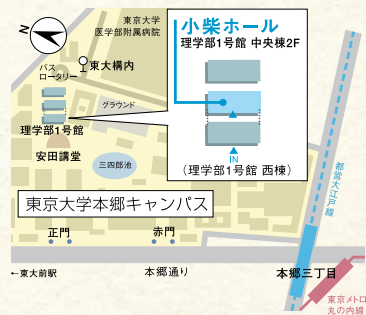 N
東京大学
医学部附属病院
バス
ロータリー
東大構内
小柴ホール
理学部1号館 中央棟2F
IN
(理学部1号館 西棟)
グラウンド
理学部1号館
安田講堂
三四郎池
都営大江戸線
東京大学本郷キャンパス
正門
赤門
←東大前駅
本郷通り
本郷三丁目
東京メトロ
丸の内線